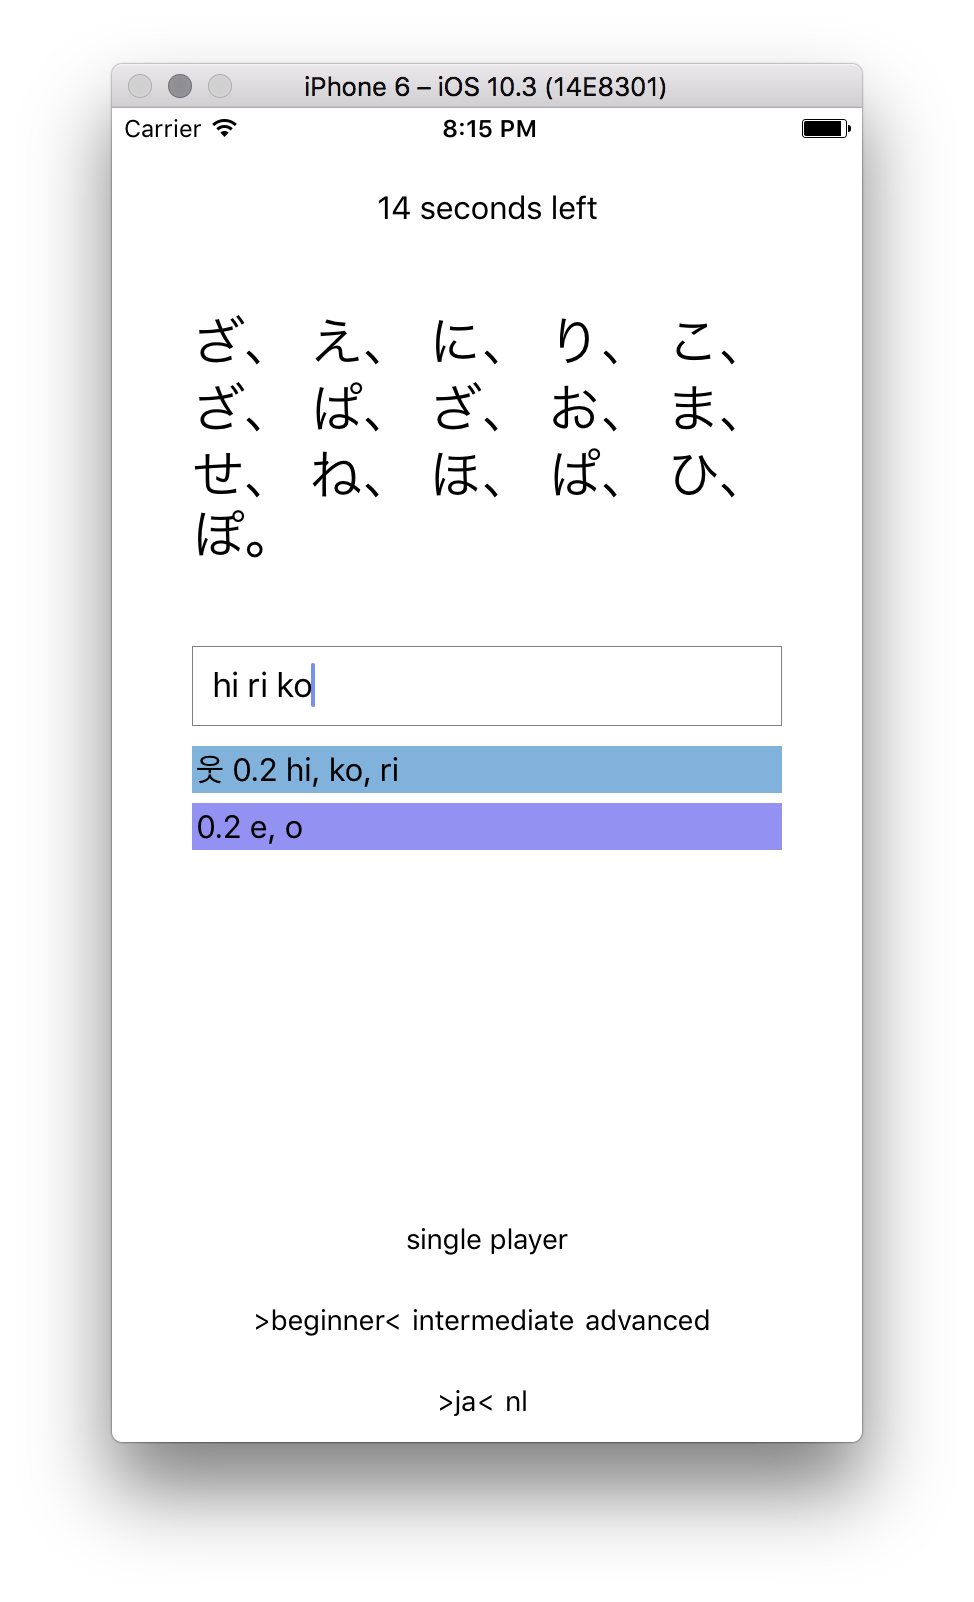 iPhone 6 – iOS 10.3 (14E8301)
Carrier 8:15 PM
14 seconds left
ざ、 え、 に、 り、 こ、
ざ、 ぱ、 ざ、 お、 ま、
せ、 ね、 ほ、 ぱ、 ひ、
ぽ。
hi ri ko
웃 0.2 hi, ko, ri
0.2 e, o
single player
>beginner< intermediate advanced
>ja< nl